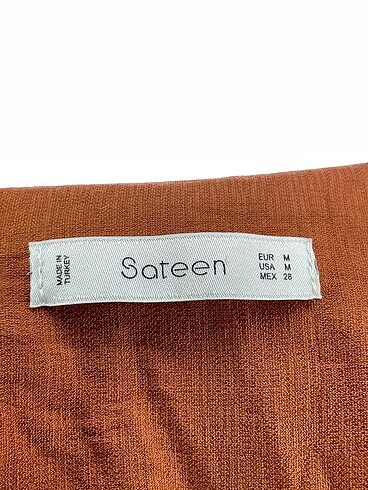 MADE IN
TURKEY
Sateen
EUR M
USA M
MEX 28